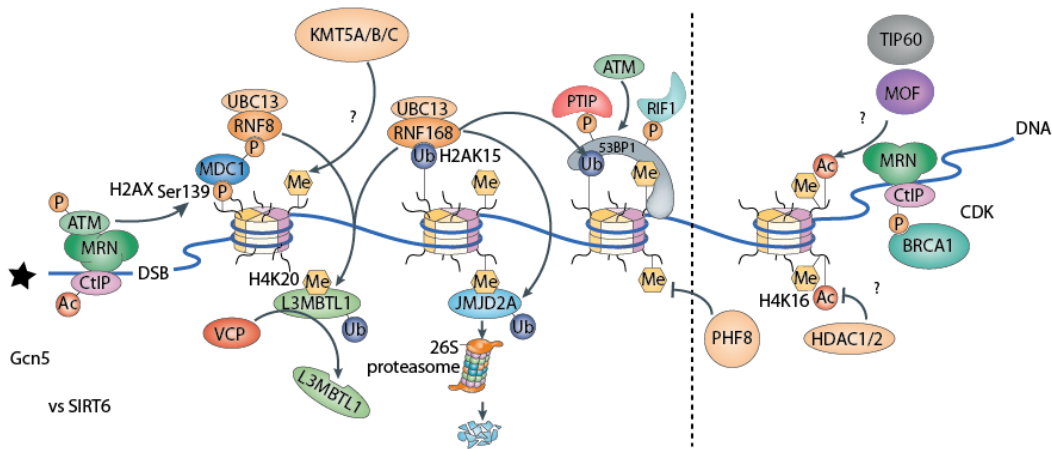 KMT5A/B/C
?
UBC13
RNF8
P
MDC1
P
H2AX Ser139
P
ATM
MRN
CtIP
Ac
DSB
Gcn5
vs SIRT6
Me
H4K20
Me
L3MBTL1
Ub
VCP
L3MBTL1
UBC13
RNF168
Ub
H2AK15
Me
Me
JMJD2A
Ub
26S
proteasome
ATM
PTIP
P
RIF1
P
53BP1
Ub
Me
Me
PHF8
TIP60
MOF
?
Ac
Me
DNA
MRN
CtIP
P
BRCA1
CDK
Me
H4K16
Ac
?
HDAC1/2